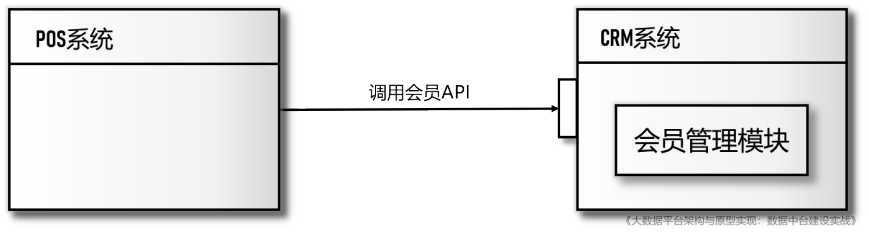 POS系统
CRM系统
调用会员API
会员管理模块
《大数据平台架构与原型实现：数据中台建设实战》